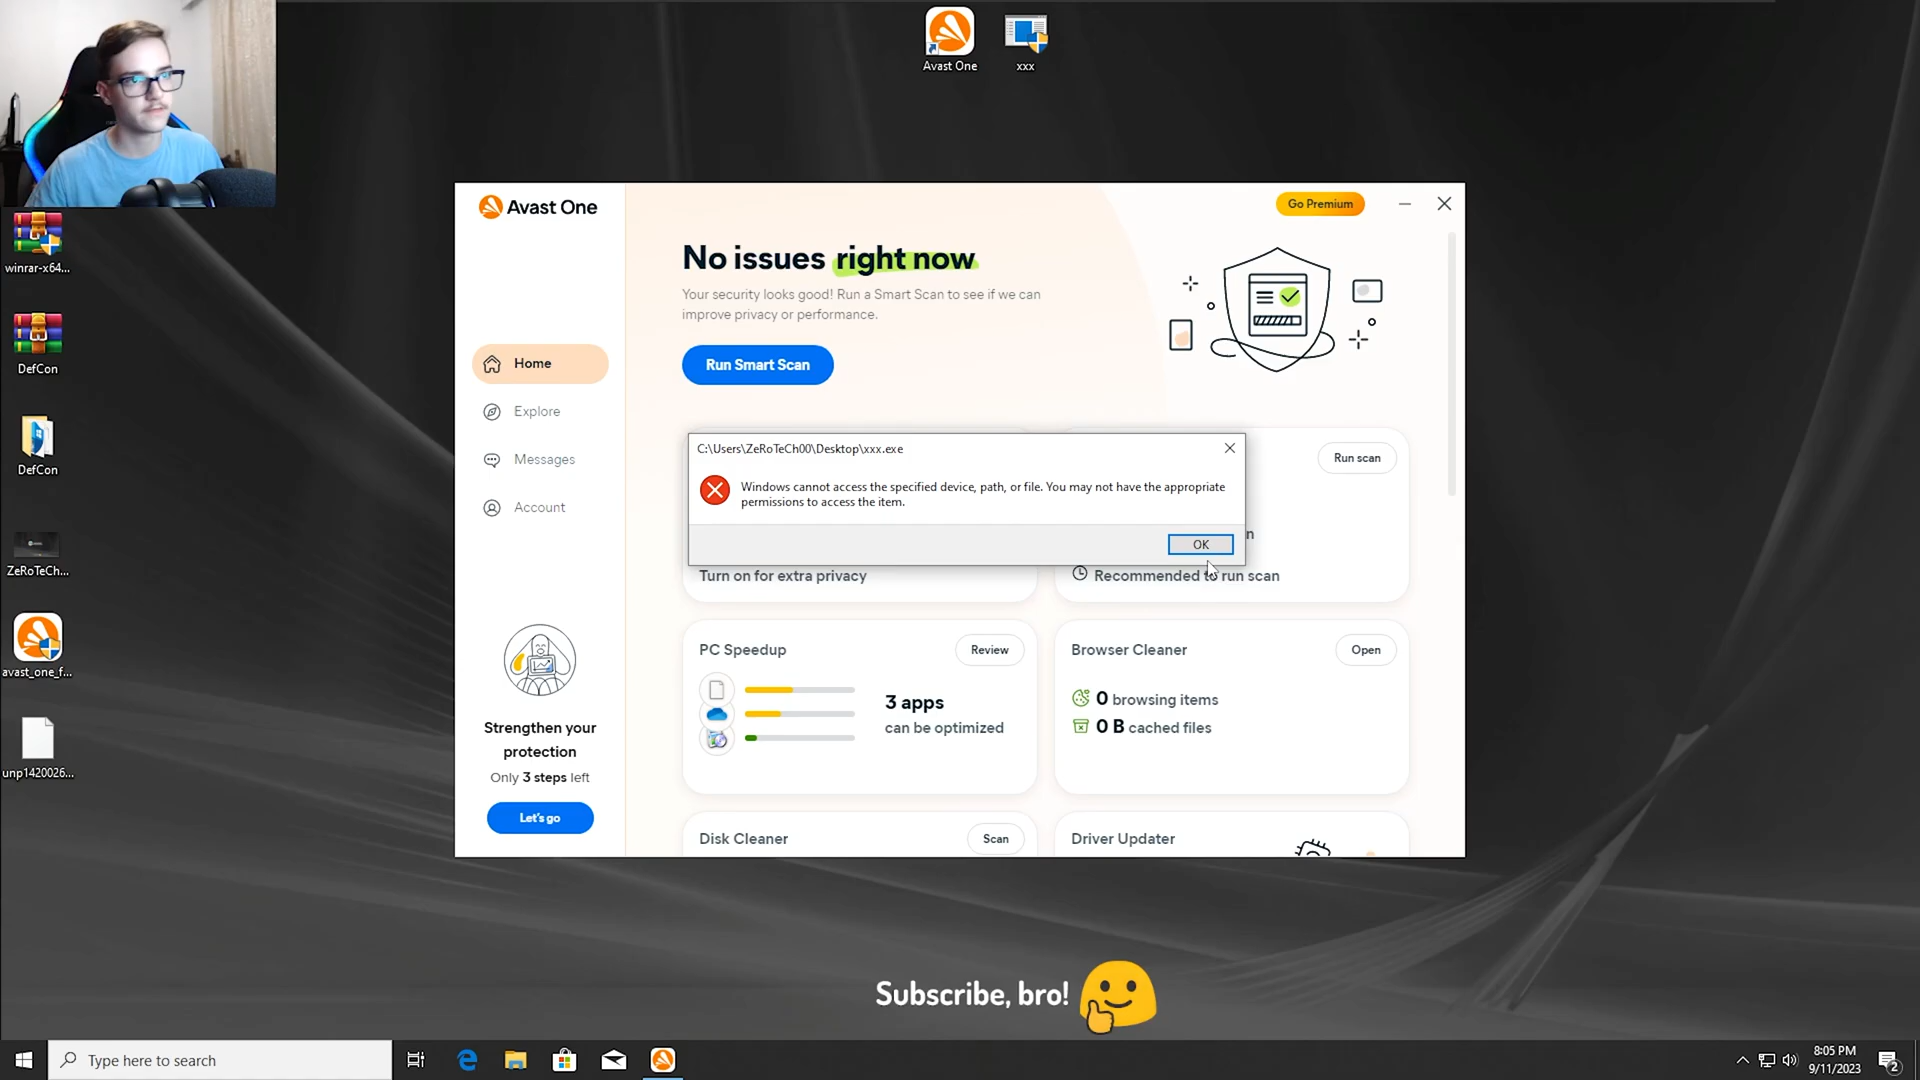 Avast One
xxx
winrar-x64...
DefCon
DefCon
ZeRoTeCh...
avast_one_f...
unp1420026...
Avast One
Go Premium
Home
Explore
Messages
Account
Strengthen your
protection
Only 3 steps left
Let's go
No issues right now
Your security looks good! Run a Smart Scan to see if we can
improve privacy or performance.
Run Smart Scan
Run scan
C:\Users\ZeRoTeCh00\Desktop\xxx.exe
Windows cannot access the specified device, path, or file. You may not have the appropriate
permissions to access the item.
OK
n
Turn on for extra privacy
Recommended to run scan
PC Speedup
Review
3 apps
can be optimized
Browser Cleaner
Open
0 browsing items
0 B cached files
Disk Cleaner
Scan
Driver Updater
Subscribe, bro!
Type here to search
8:05 PM
9/11/2023
2